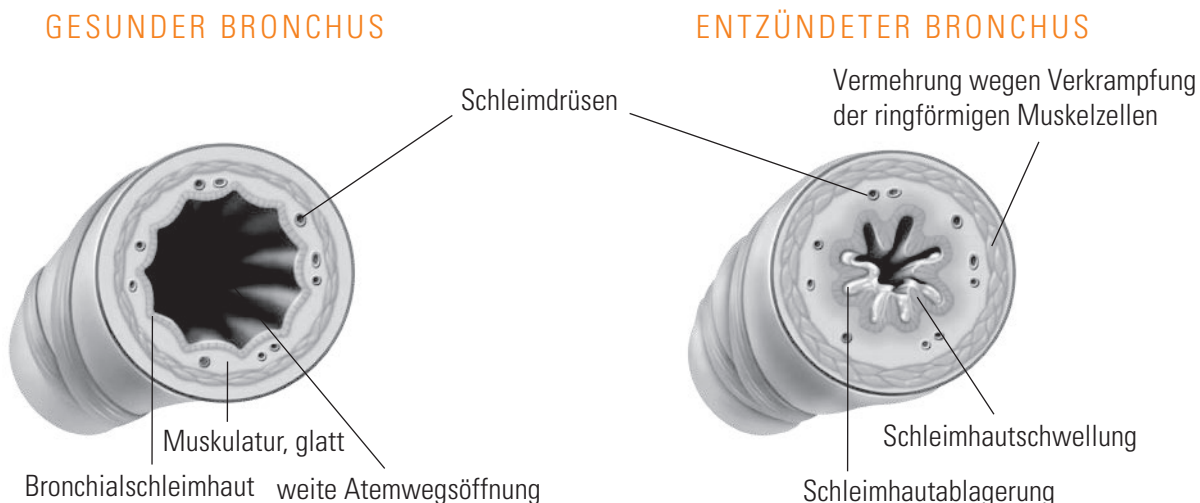 GESUNDER BRONCHUS
ENTZÜNDETER BRONCHUS
Schleimdrüsen
Vermehrung wegen Verkrampfung
der ringförmigen Muskelzellen
Muskulatur, glatt
Bronchialschleimhaut
weite Atemwegsöffnung
Schleimhautschwellung
Schleimhautablagerung